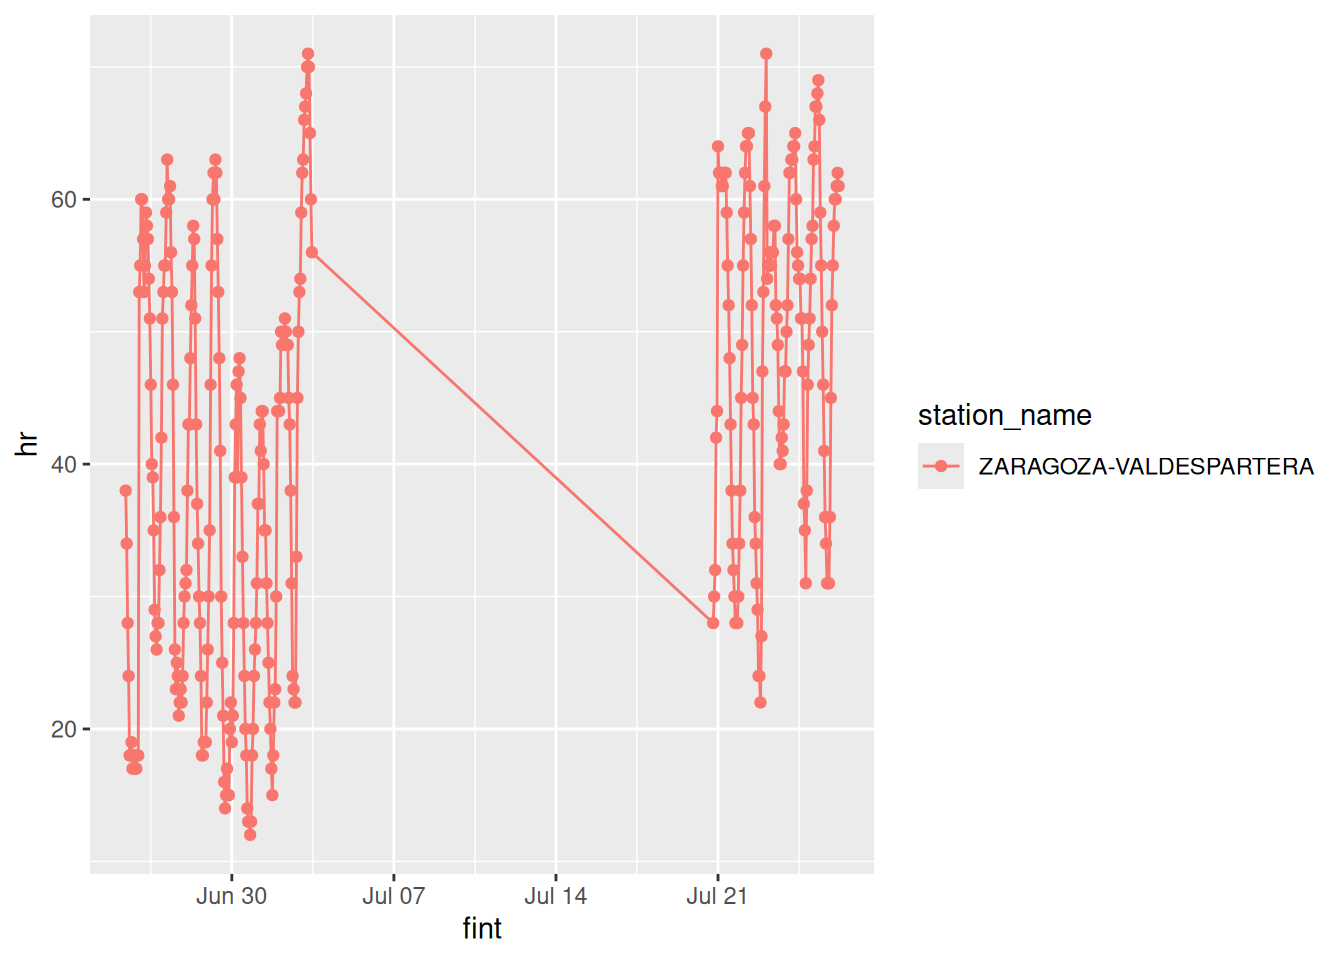 hr
60
40
20
Jun 30
Jul 07
Jul 14
Jul 21
fint
station_name
ZARAGOZA-VALDESPARTERA